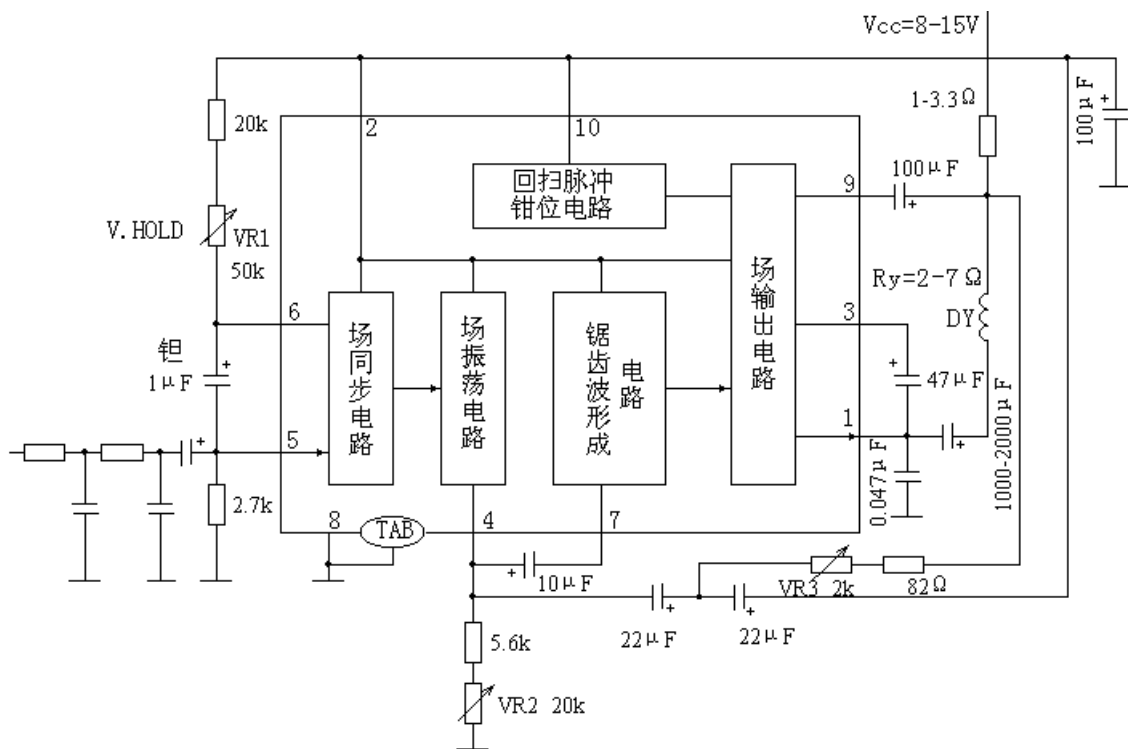 Vcc=8-15V
20k
2
10
1-3.3Ω
100μF
回扫脉冲
钳位电路
9
100μF
V.HOLD
VR1
50k
场输出电路
Ry=2-7Ω
DY
6
3
场同步电路
场振荡电路
锯齿波形成
电路
钽
1μF
47μF
5
1
2.7k
0.047μF
1000-2000μF
8
TAB
4
7
10μF
VR3 2k
82Ω
22μF
22μF
5.6k
VR2 20k